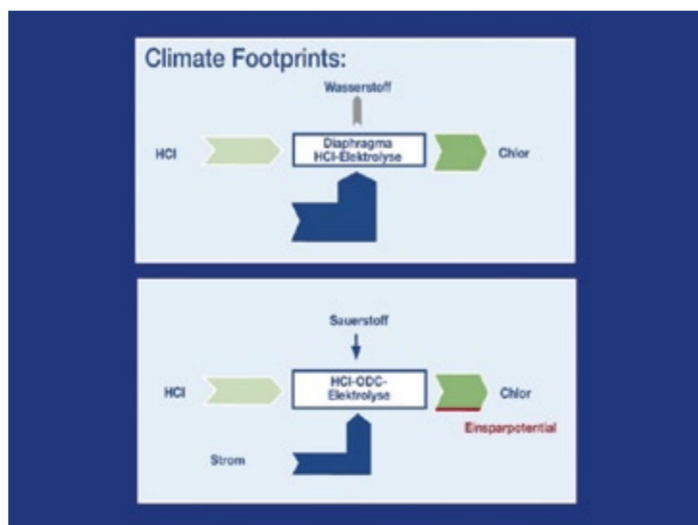 Climate Footprints:
Wasserstoff
HCl
Diaphragma
HCl-Elektrolyse
Chlor
Sauerstoff
HCl
HCl-ODC-
Elektrolyse
Chlor
Einsparpotential
Strom